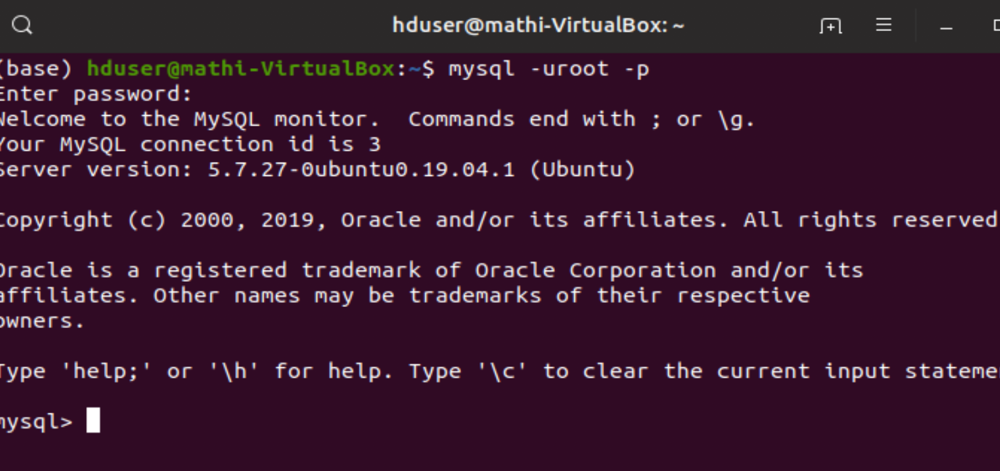 hduser@mathi-VirtualBox: ~
(base) hduser@mathi-VirtualBox:~$ mysql -uroot -p
Enter password:
Welcome to the MySQL monitor.  Commands end with ; or \g.
Your MySQL connection id is 3
Server version: 5.7.27-0ubuntu0.19.04.1 (Ubuntu)
Copyright (c) 2000, 2019, Oracle and/or its affiliates. All rights reserved
Oracle is a registered trademark of Oracle Corporation and/or its
affiliates. Other names may be trademarks of their respective
owners.
Type 'help;' or '\h' for help. Type '\c' to clear the current input stateme
mysql>